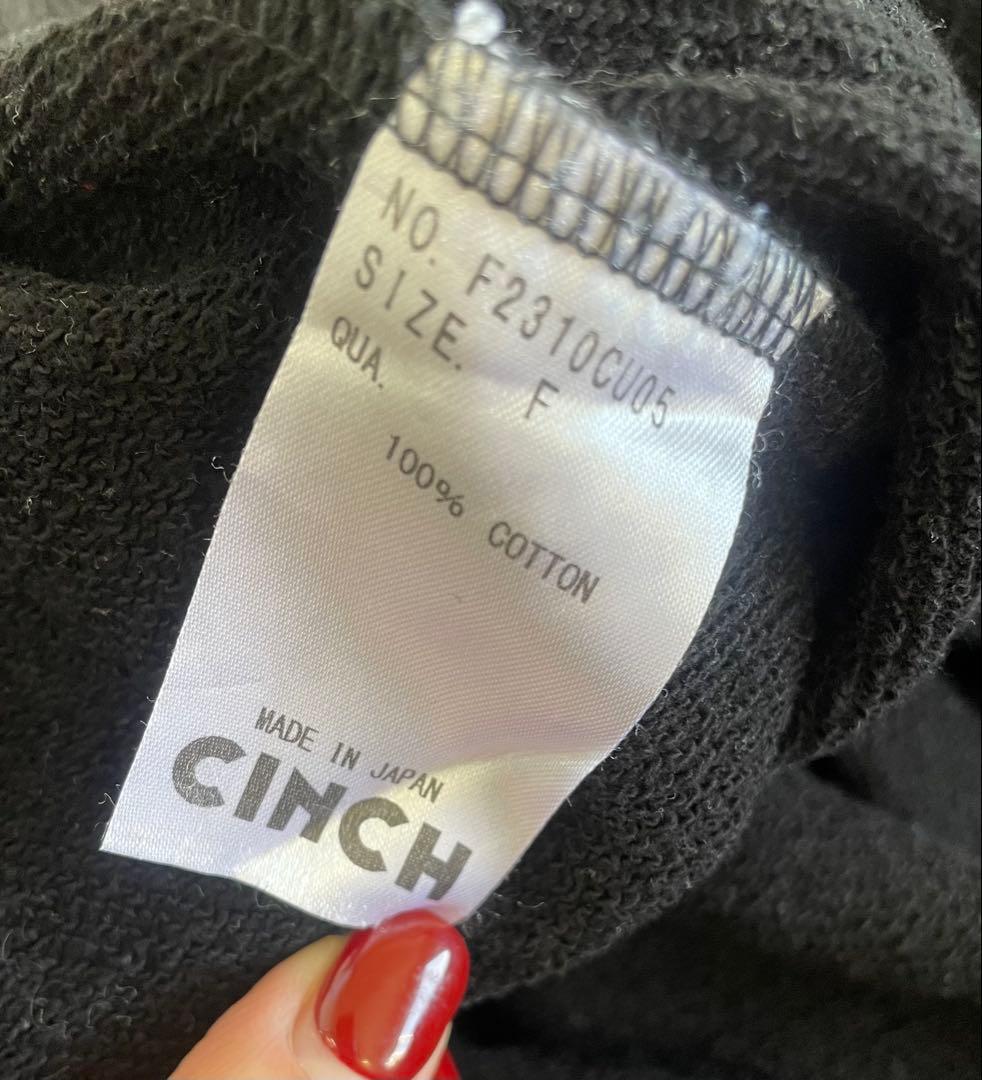 NO. F2310CU05
SIZE. F
QUA.
100% COTTON
MADE IN JAPAN
CINCH